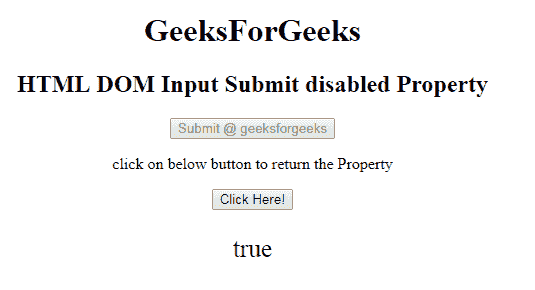 GeeksForGeeks
HTML DOM Input Submit disabled Property
Submit @ geeksforgeeks
click on below button to return the Property
Click Here!
true